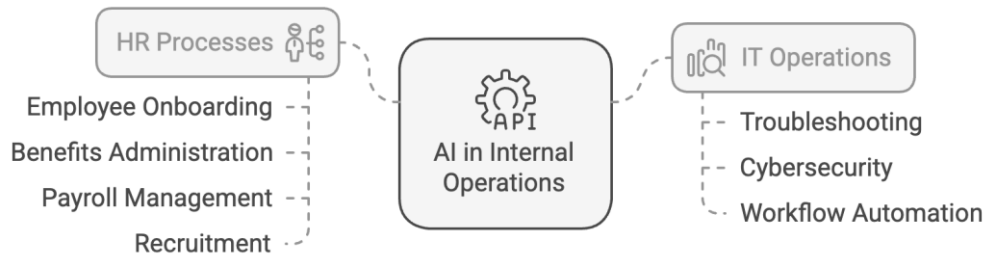 HR Processes
Employee Onboarding
Benefits Administration
Payroll Management
Recruitment
API
AI in Internal
Operations
IT Operations
Troubleshooting
Cybersecurity
Workflow Automation